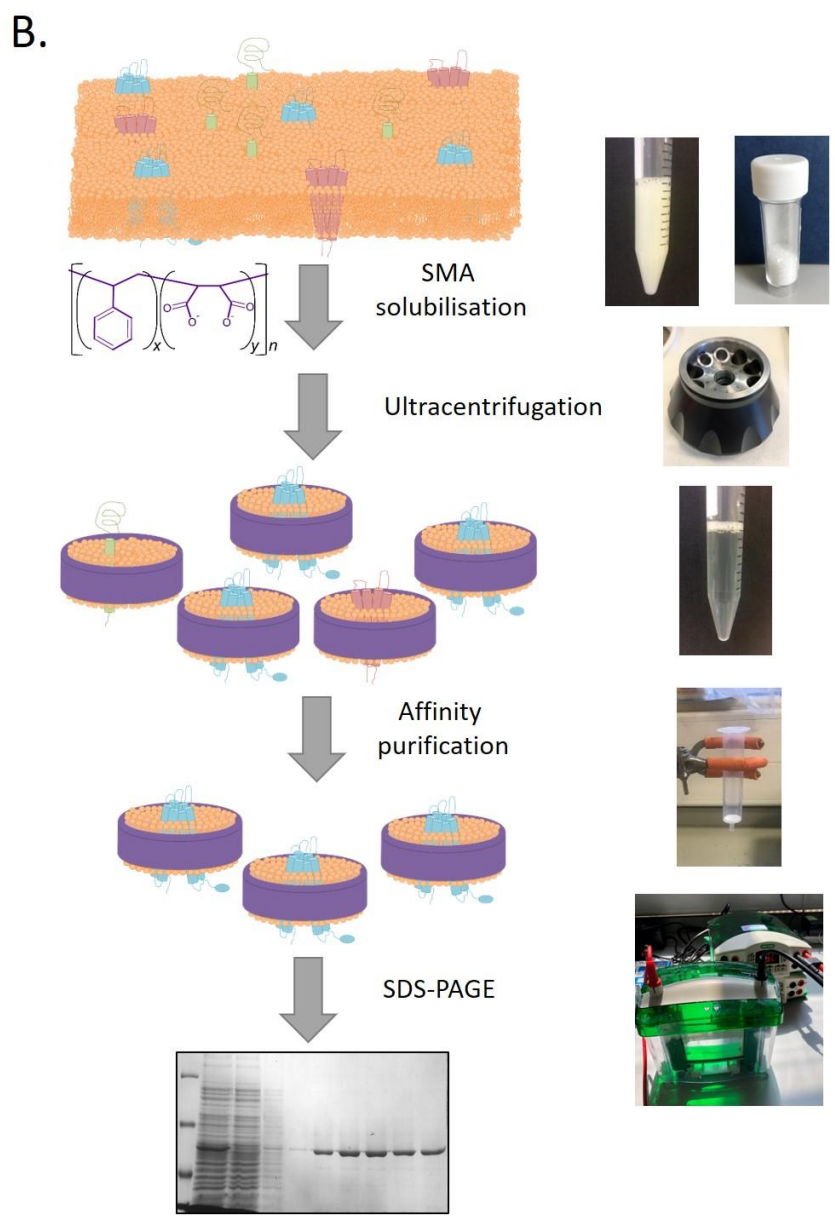 B.
SMA
solubilisation
O O
O- O-
x y n
Ultracentrifugation
Affinity
purification
SDS-PAGE